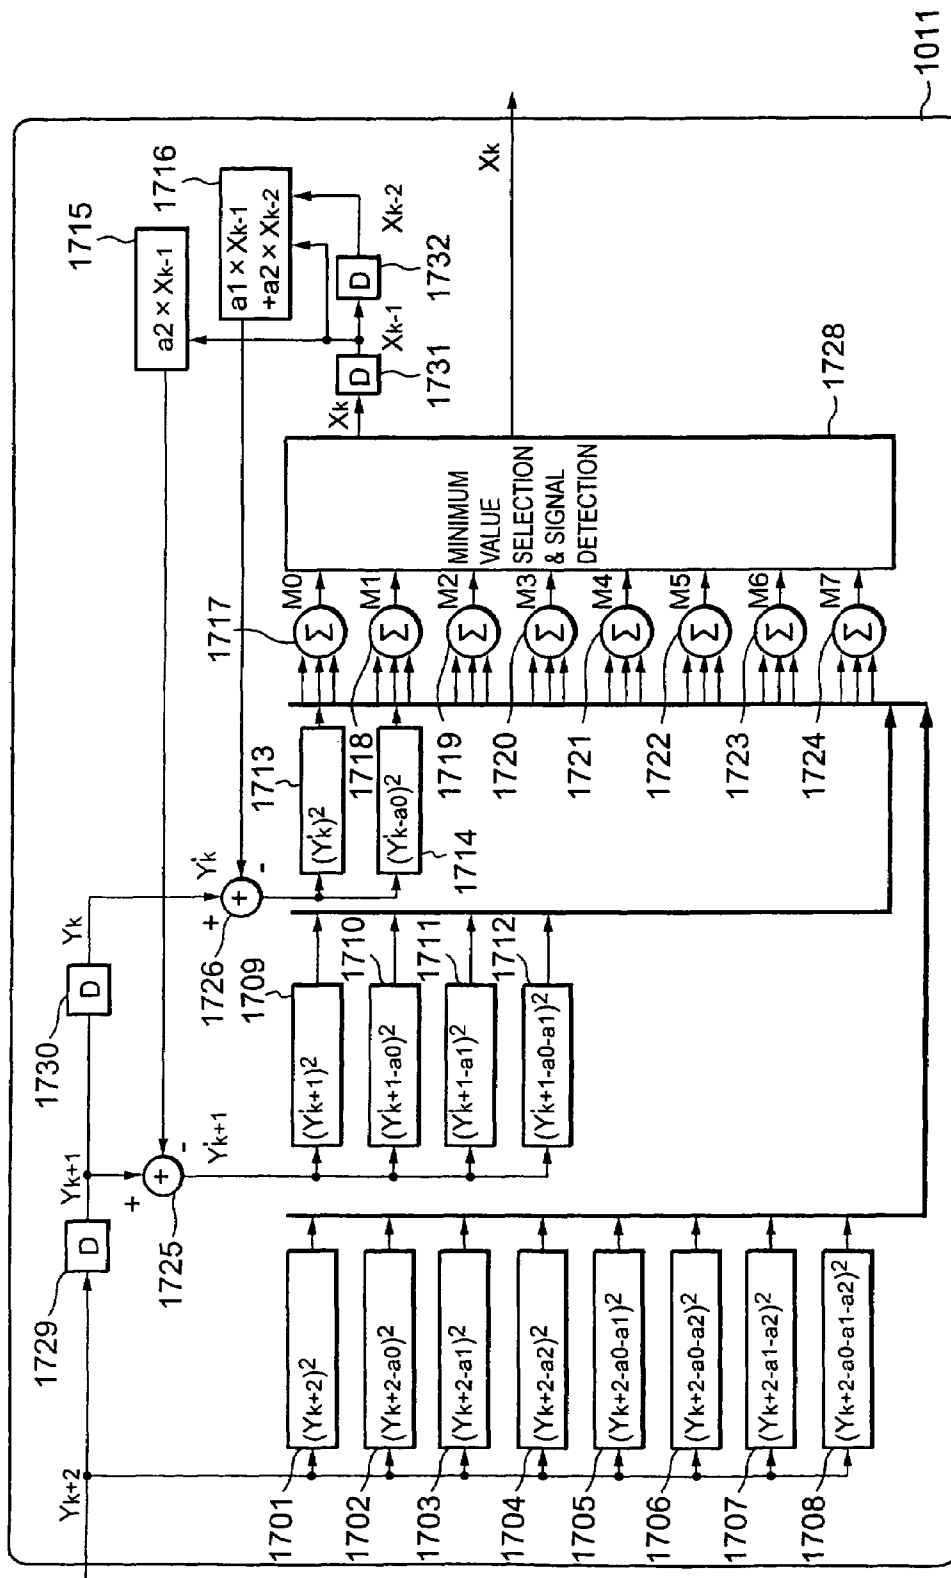 1011
Yk+2
1729
D
Yk+1
1730
D
Yk
+
1725
+
-
Y'k+1
+
1726
+
-
Y'k
1715
a2 × Xk-1
1716
a1 × Xk-1
+a2 × Xk-2
1701
(Yk+2)²
1702
(Yk+2-a0)²
1703
(Yk+2-a1)²
1704
(Yk+2-a2)²
1705
(Yk+2-a0-a1)²
1706
(Yk+2-a0-a2)²
1707
(Yk+2-a1-a2)²
1708
(Yk+2-a0-a1-a2)²
1709
(Y'k+1)²
1710
(Y'k+1-a0)²
1711
(Y'k+1-a1)²
1712
(Y'k+1-a0-a1)²
1713
(Y'k)²
1714
(Y'k-a0)²
1717
Σ
M0
1718
Σ
M1
1719
Σ
M2
1720
Σ
M3
1721
Σ
M4
1722
Σ
M5
1723
Σ
M6
1724
Σ
M7
MINIMUM
VALUE
SELECTION
& SIGNAL
DETECTION
1728
Xk
D
1731
Xk-1
D
1732
Xk-2
Xk